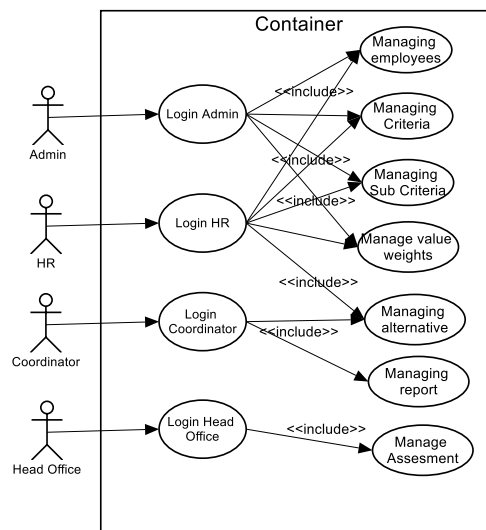 Container
Managing
employees
<<include>>
Login Admin
Managing
Criteria
Admin
<<include>>
Managing
Sub Criteria
<<include>>
Login HR
HR
Manage value
weights
<<include>>
Login
Coordinator
Managing
alternative
<<include>>
Coordinator
Managing
report
Login Head
Office
<<include>>
Manage
Assesment
Head Office